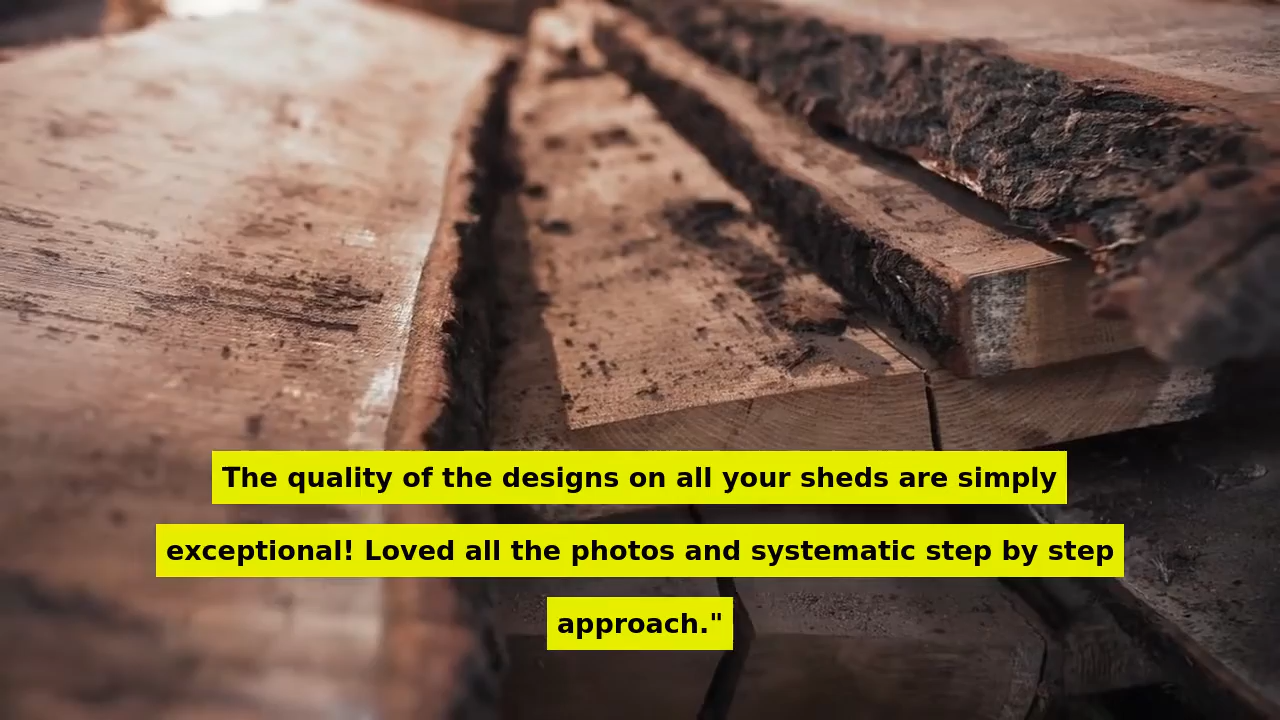 The quality of the designs on all your sheds are simply
exceptional! Loved all the photos and systematic step by step
approach."